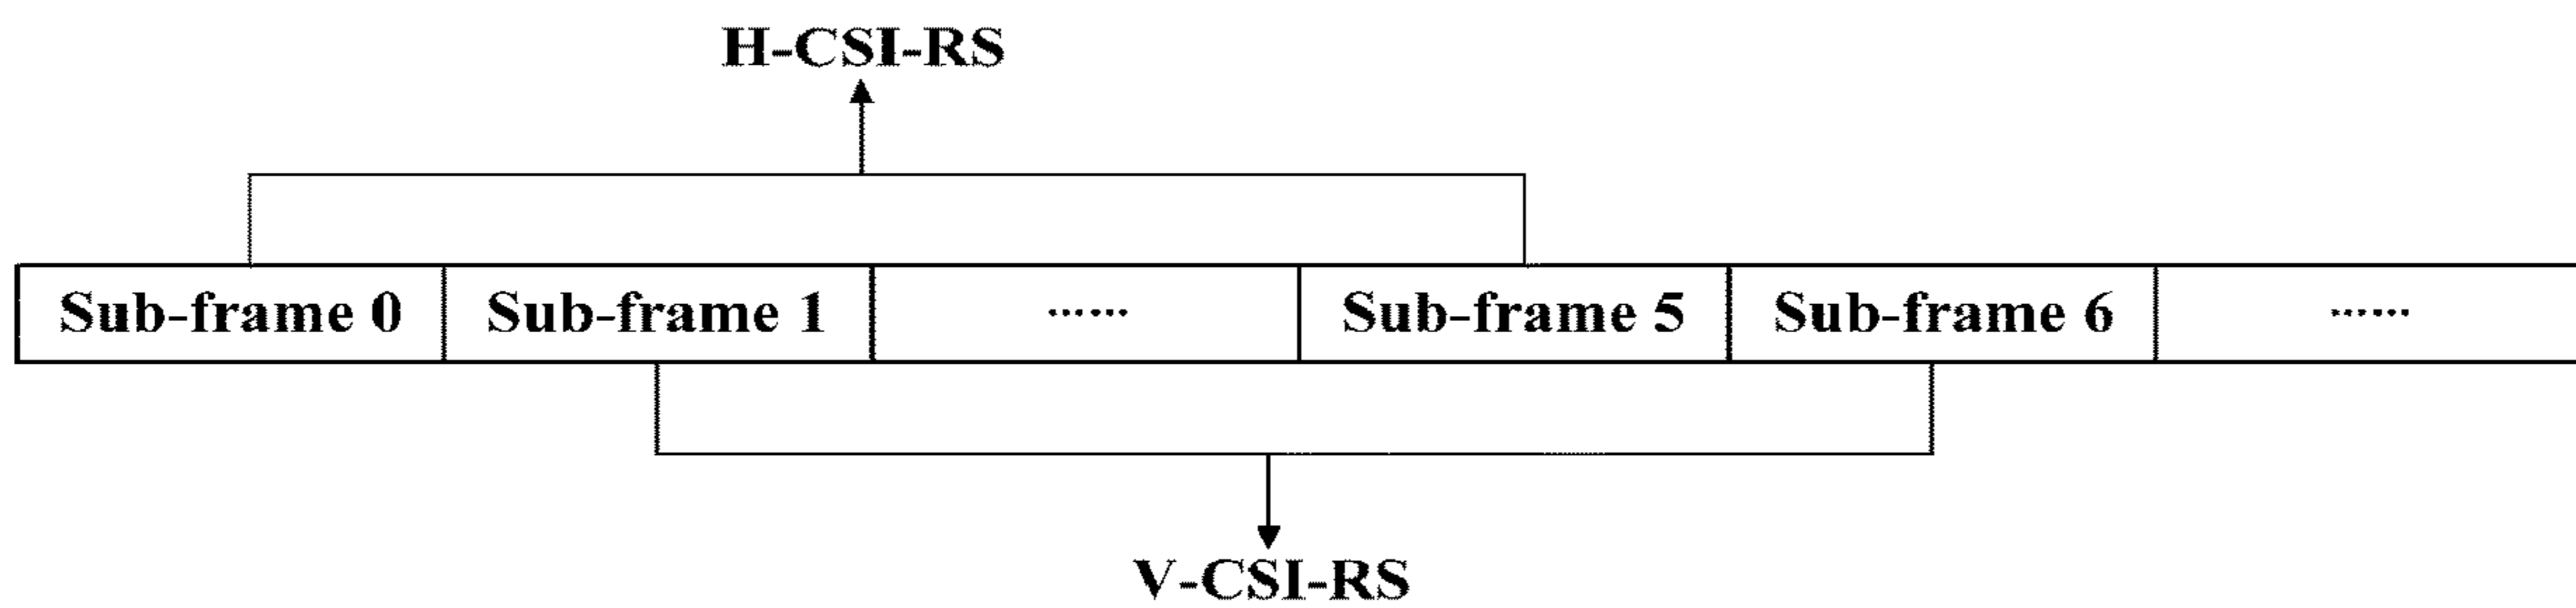 H-CSI-RS
Sub-frame 0 Sub-frame 1 ...... Sub-frame 5 Sub-frame 6 ......
V-CSI-RS